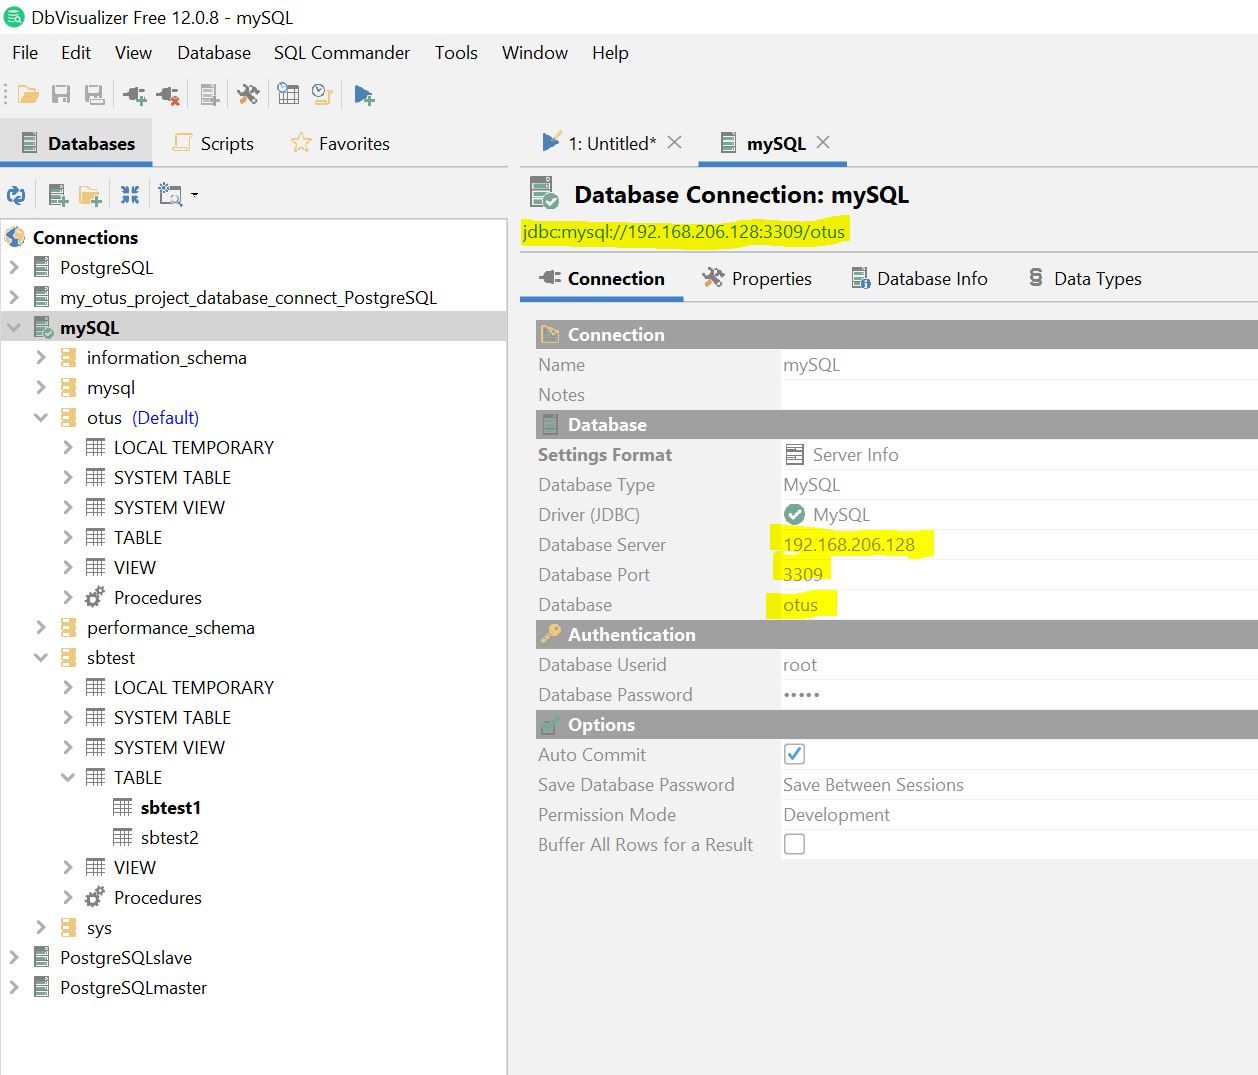 DbVisualizer Free 12.0.8 - mySQL
File Edit View Database SQL Commander Tools Window Help
Databases Scripts Favorites
Connections
PostgreSQL
my_otus_project_database_connect_PostgreSQL
mySQL
information_schema
mysql
otus (Default)
LOCAL TEMPORARY
SYSTEM TABLE
SYSTEM VIEW
TABLE
VIEW
Procedures
performance_schema
sbtest
LOCAL TEMPORARY
SYSTEM TABLE
SYSTEM VIEW
TABLE
sbtest1
sbtest2
VIEW
Procedures
sys
PostgreSQLslave
PostgreSQLmaster
1: Untitled* mySQL
Database Connection: mySQL
jdbc:mysql://192.168.206.128:3309/otus
Connection Properties Database Info Data Types
Connection
Name mySQL
Notes
Database
Settings Format Server Info
Database Type MySQL
Driver (JDBC) MySQL
Database Server 192.168.206.128
Database Port 3309
Database otus
Authentication
Database Userid root
Database Password •••••
Options
Auto Commit
Save Database Password Save Between Sessions
Permission Mode Development
Buffer All Rows for a Result